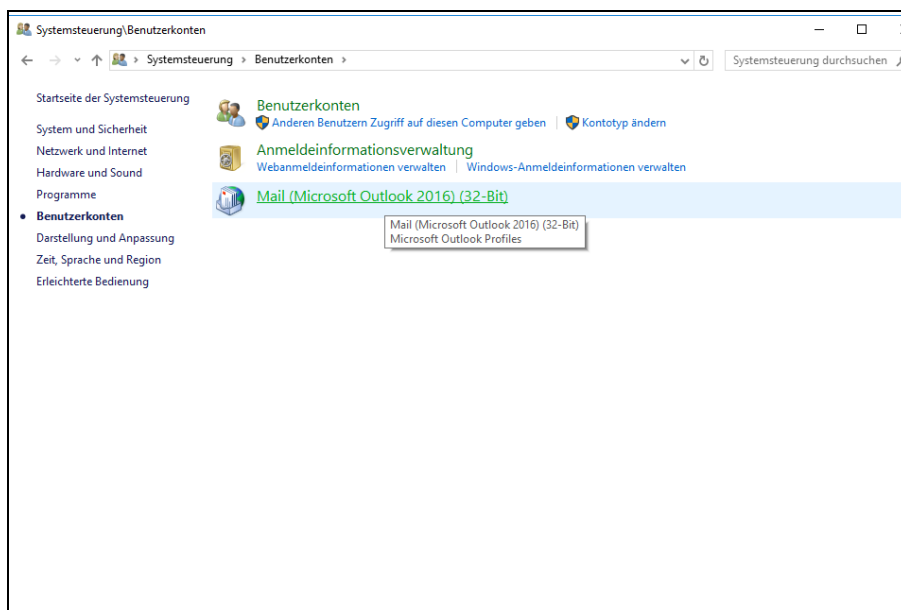 Systemsteuerung\Benutzerkonten
Systemsteuerung > Benutzerkonten >
Systemsteuerung durchsuchen
Startseite der Systemsteuerung
System und Sicherheit
Netzwerk und Internet
Hardware und Sound
Programme
Benutzerkonten
Darstellung und Anpassung
Zeit, Sprache und Region
Erleichterte Bedienung
Benutzerkonten
Anderen Benutzern Zugriff auf diesen Computer geben | Kontotyp ändern
Anmeldeinformationsverwaltung
Webanmeldeinformationen verwalten | Windows-Anmeldeinformationen verwalten
Mail (Microsoft Outlook 2016) (32-Bit)
Mail (Microsoft Outlook 2016) (32-Bit)
Microsoft Outlook Profiles